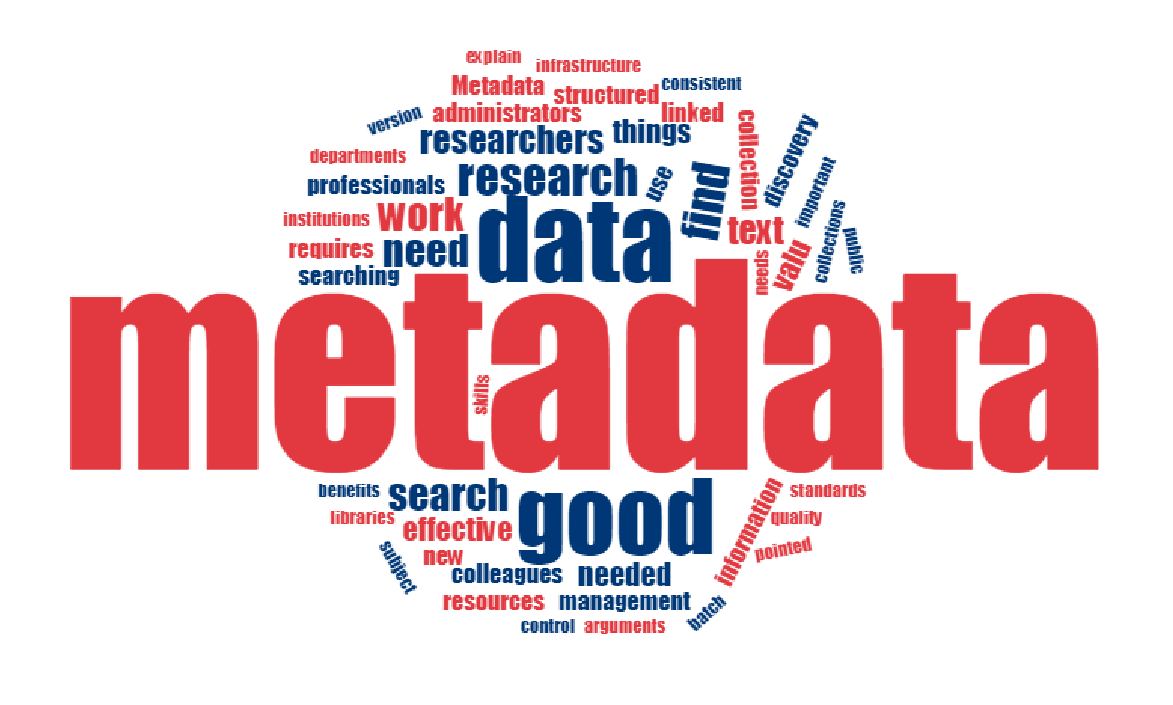 explain
infrastructure
Metadata
structured
consistent
version
administrators
linked
collection
discovery
researchers
things
departments
professionals
research
use
find
important
institutions
work
text
collections
public
requires
need
data
needs
valu
searching
metadata
skills
benefits
search
good
information
standards
libraries
effective
quality
subject
new
pointed
colleagues
needed
resources
management
batch
control
arguments